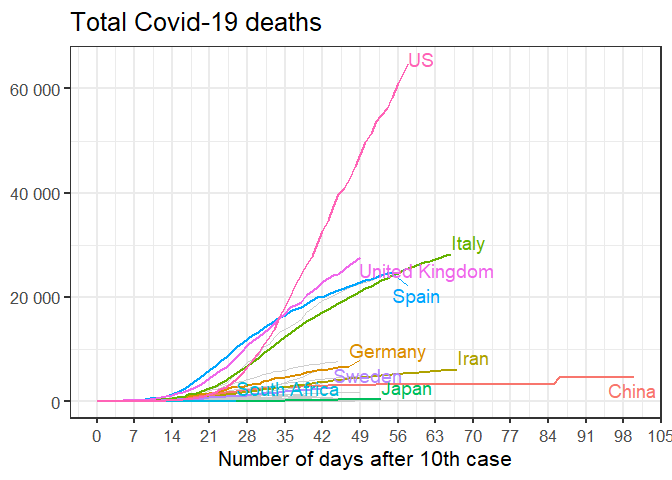 Total Covid-19 deaths
US
60 000
40 000
Italy
United Kingdom
20 000
Spain
Germany
Iran
Sweden
South Africa
Japan
China
0
0 7 14 21 28 35 42 49 56 63 70 77 84 91 98 105
Number of days after 10th case